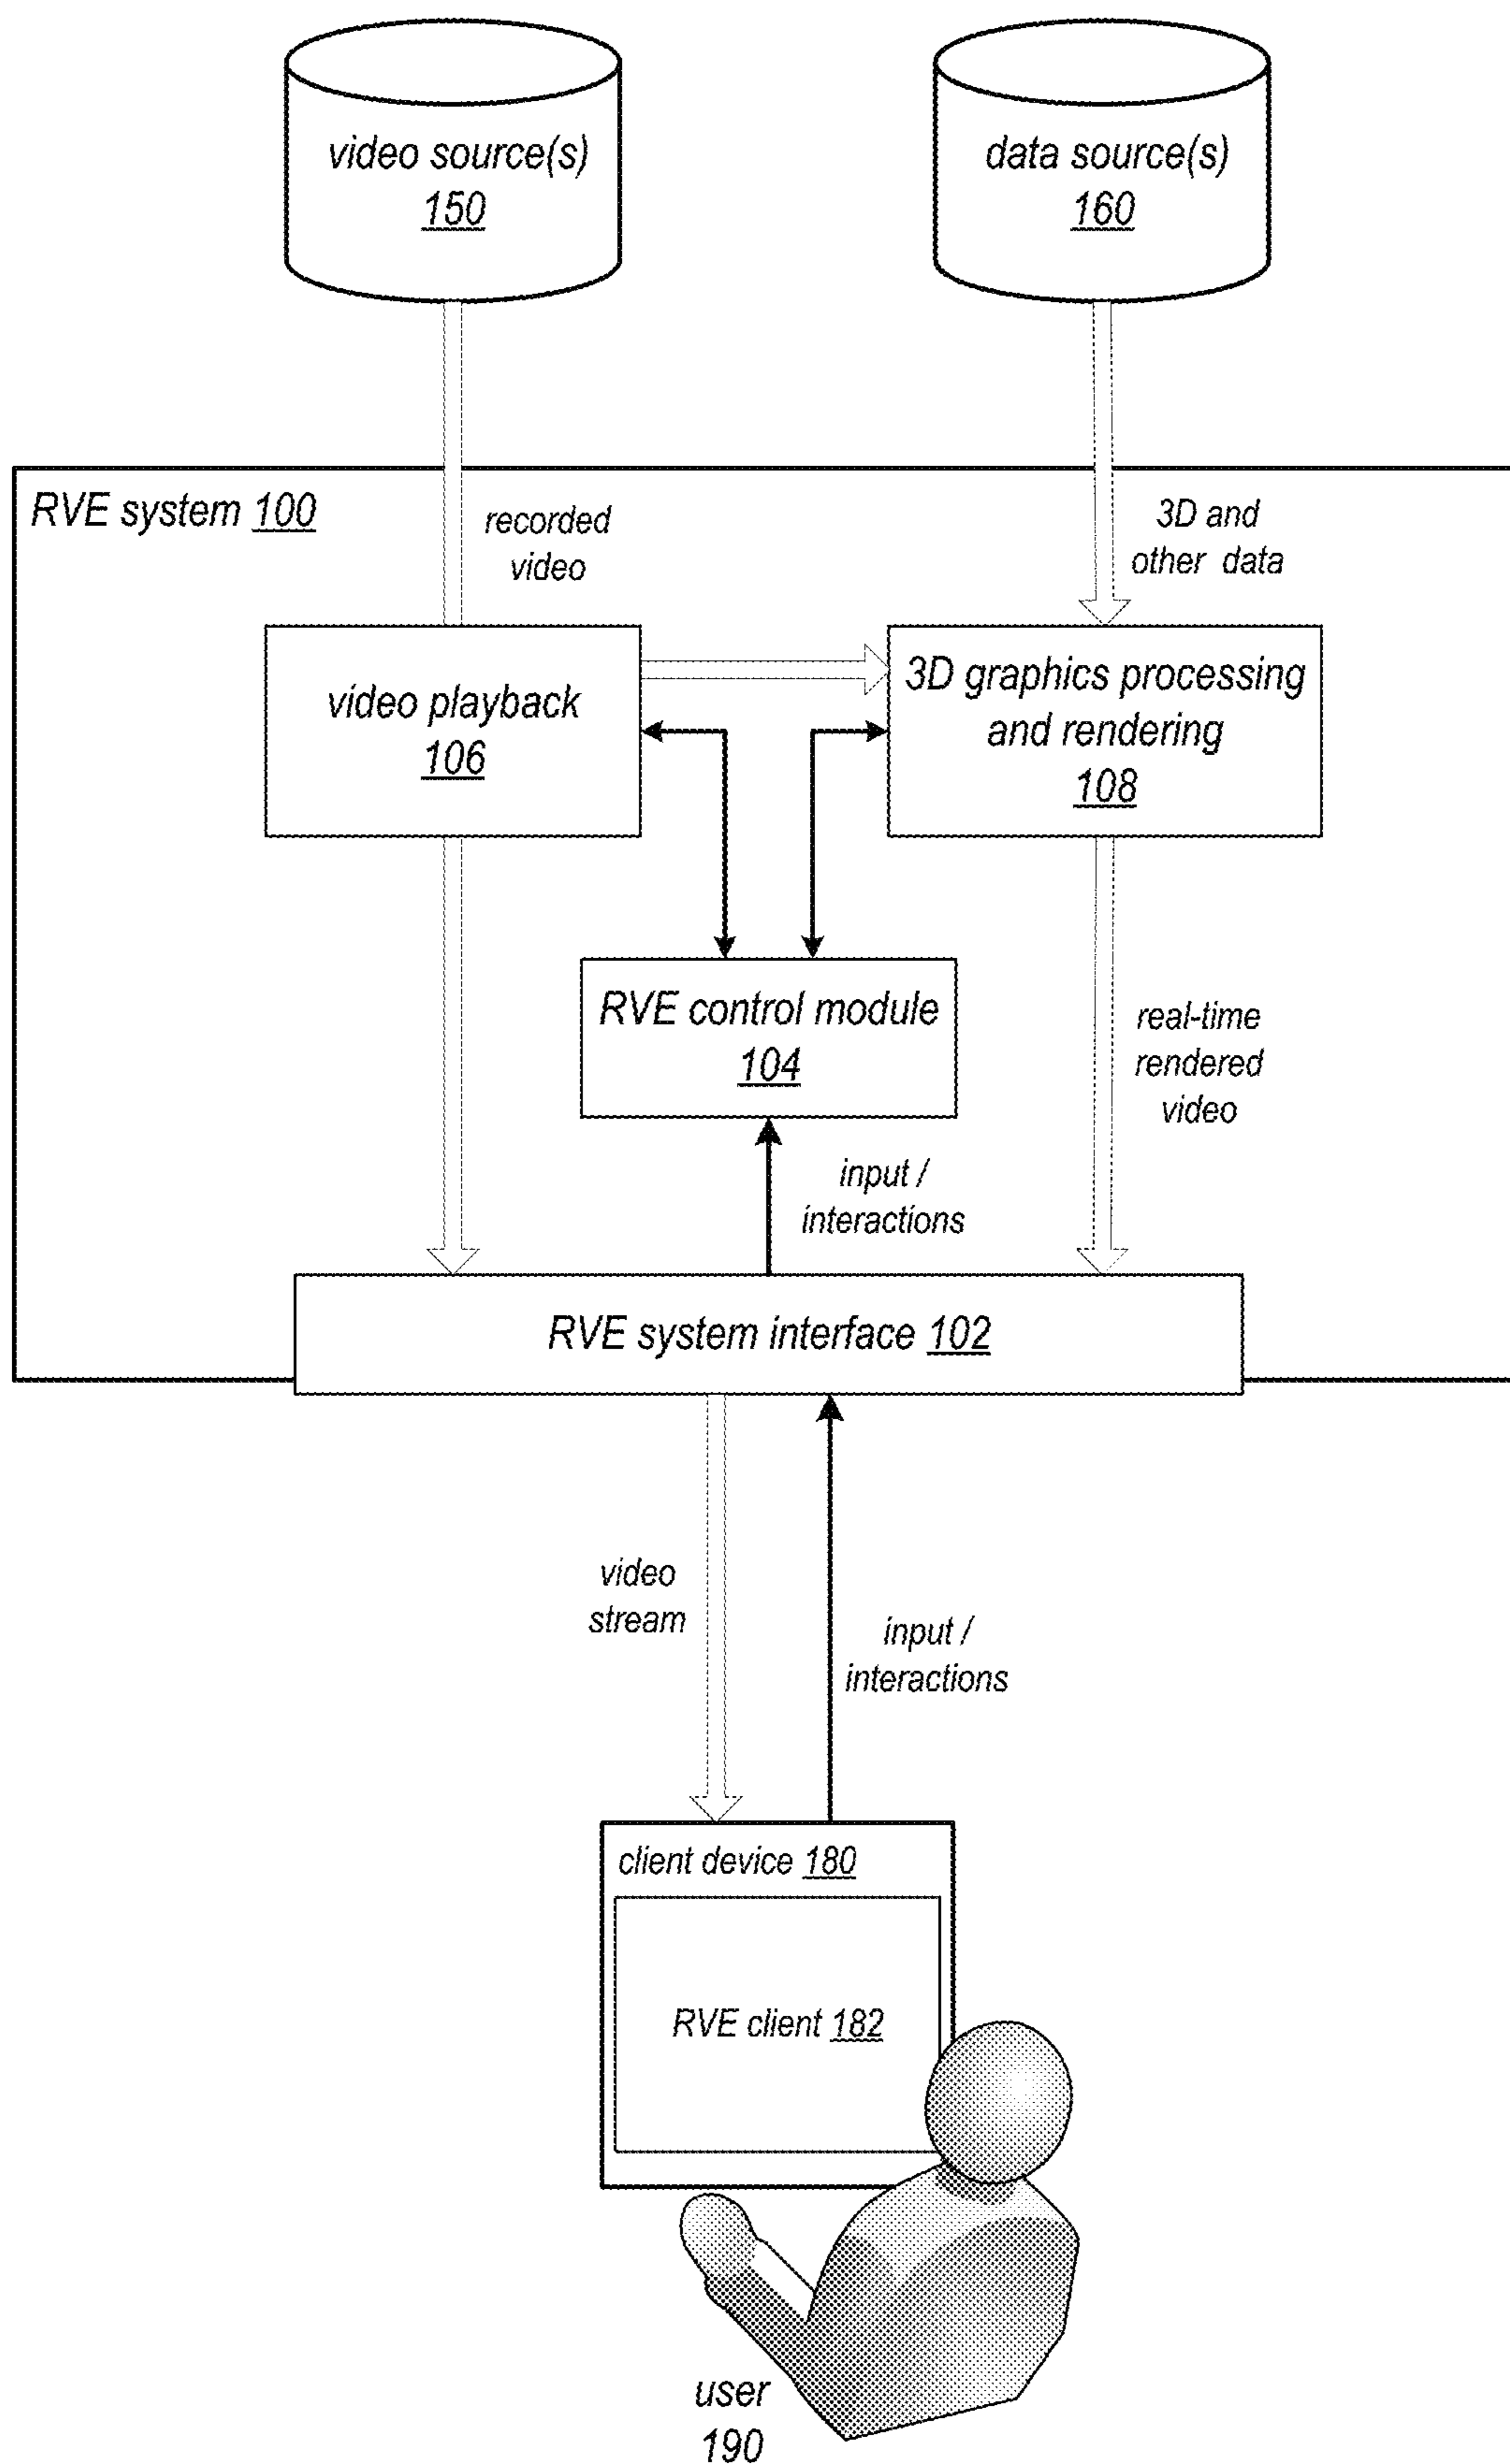 video source(s)
150
data source(s)
160
RVE system 100
recorded
video
3D and
other data
video playback
106
3D graphics processing
and rendering
108
RVE control module
104
real-time
rendered
video
input /
interactions
RVE system interface 102
video
stream
input /
interactions
client device 180
RVE client 182
user
190